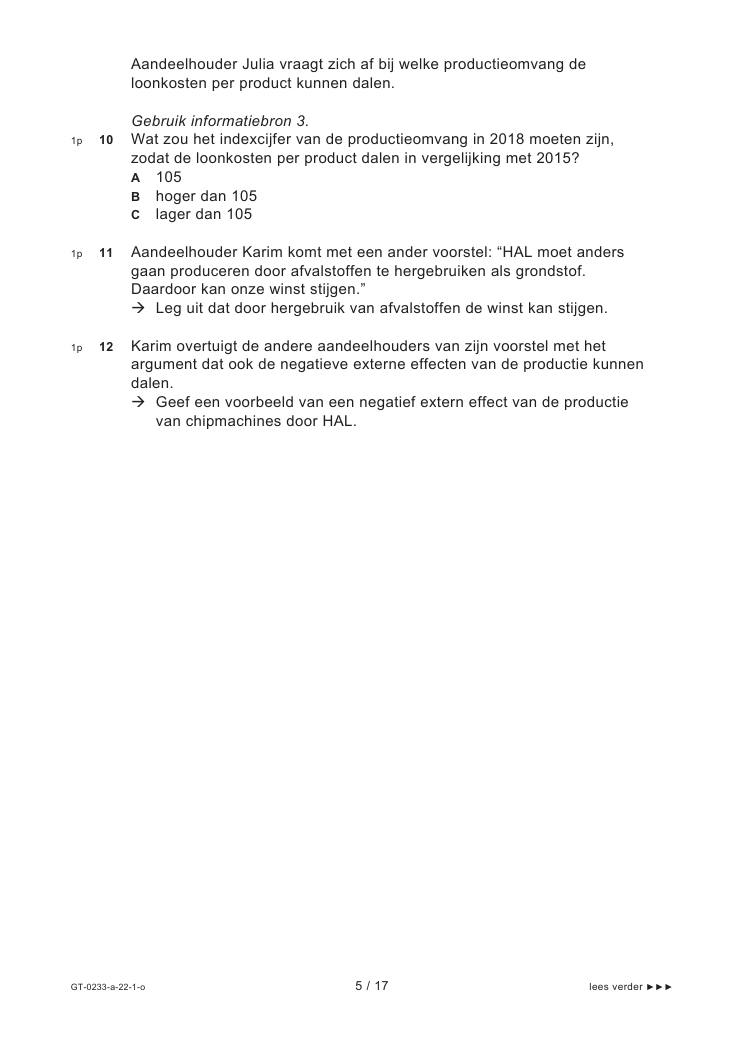 Aandeelhouder Julia vraagt zich af bij welke productieomvang de
loonkosten per product kunnen dalen.
Gebruik informatiebron 3.
1p 10 Wat zou het indexcijfer van de productieomvang in 2018 moeten zijn,
zodat de loonkosten per product dalen in vergelijking met 2015?
A 105
B hoger dan 105
C lager dan 105
1p 11 Aandeelhouder Karim komt met een ander voorstel: “HAL moet anders
gaan produceren door afvalstoffen te hergebruiken als grondstof.
Daardoor kan onze winst stijgen.”
→ Leg uit dat door hergebruik van afvalstoffen de winst kan stijgen.
1p 12 Karim overtuigt de andere aandeelhouders van zijn voorstel met het
argument dat ook de negatieve externe effecten van de productie kunnen
dalen.
→ Geef een voorbeeld van een negatief extern effect van de productie
van chipmachines door HAL.
GT-0233-a-22-1-o 5 / 17 lees verder ►►►